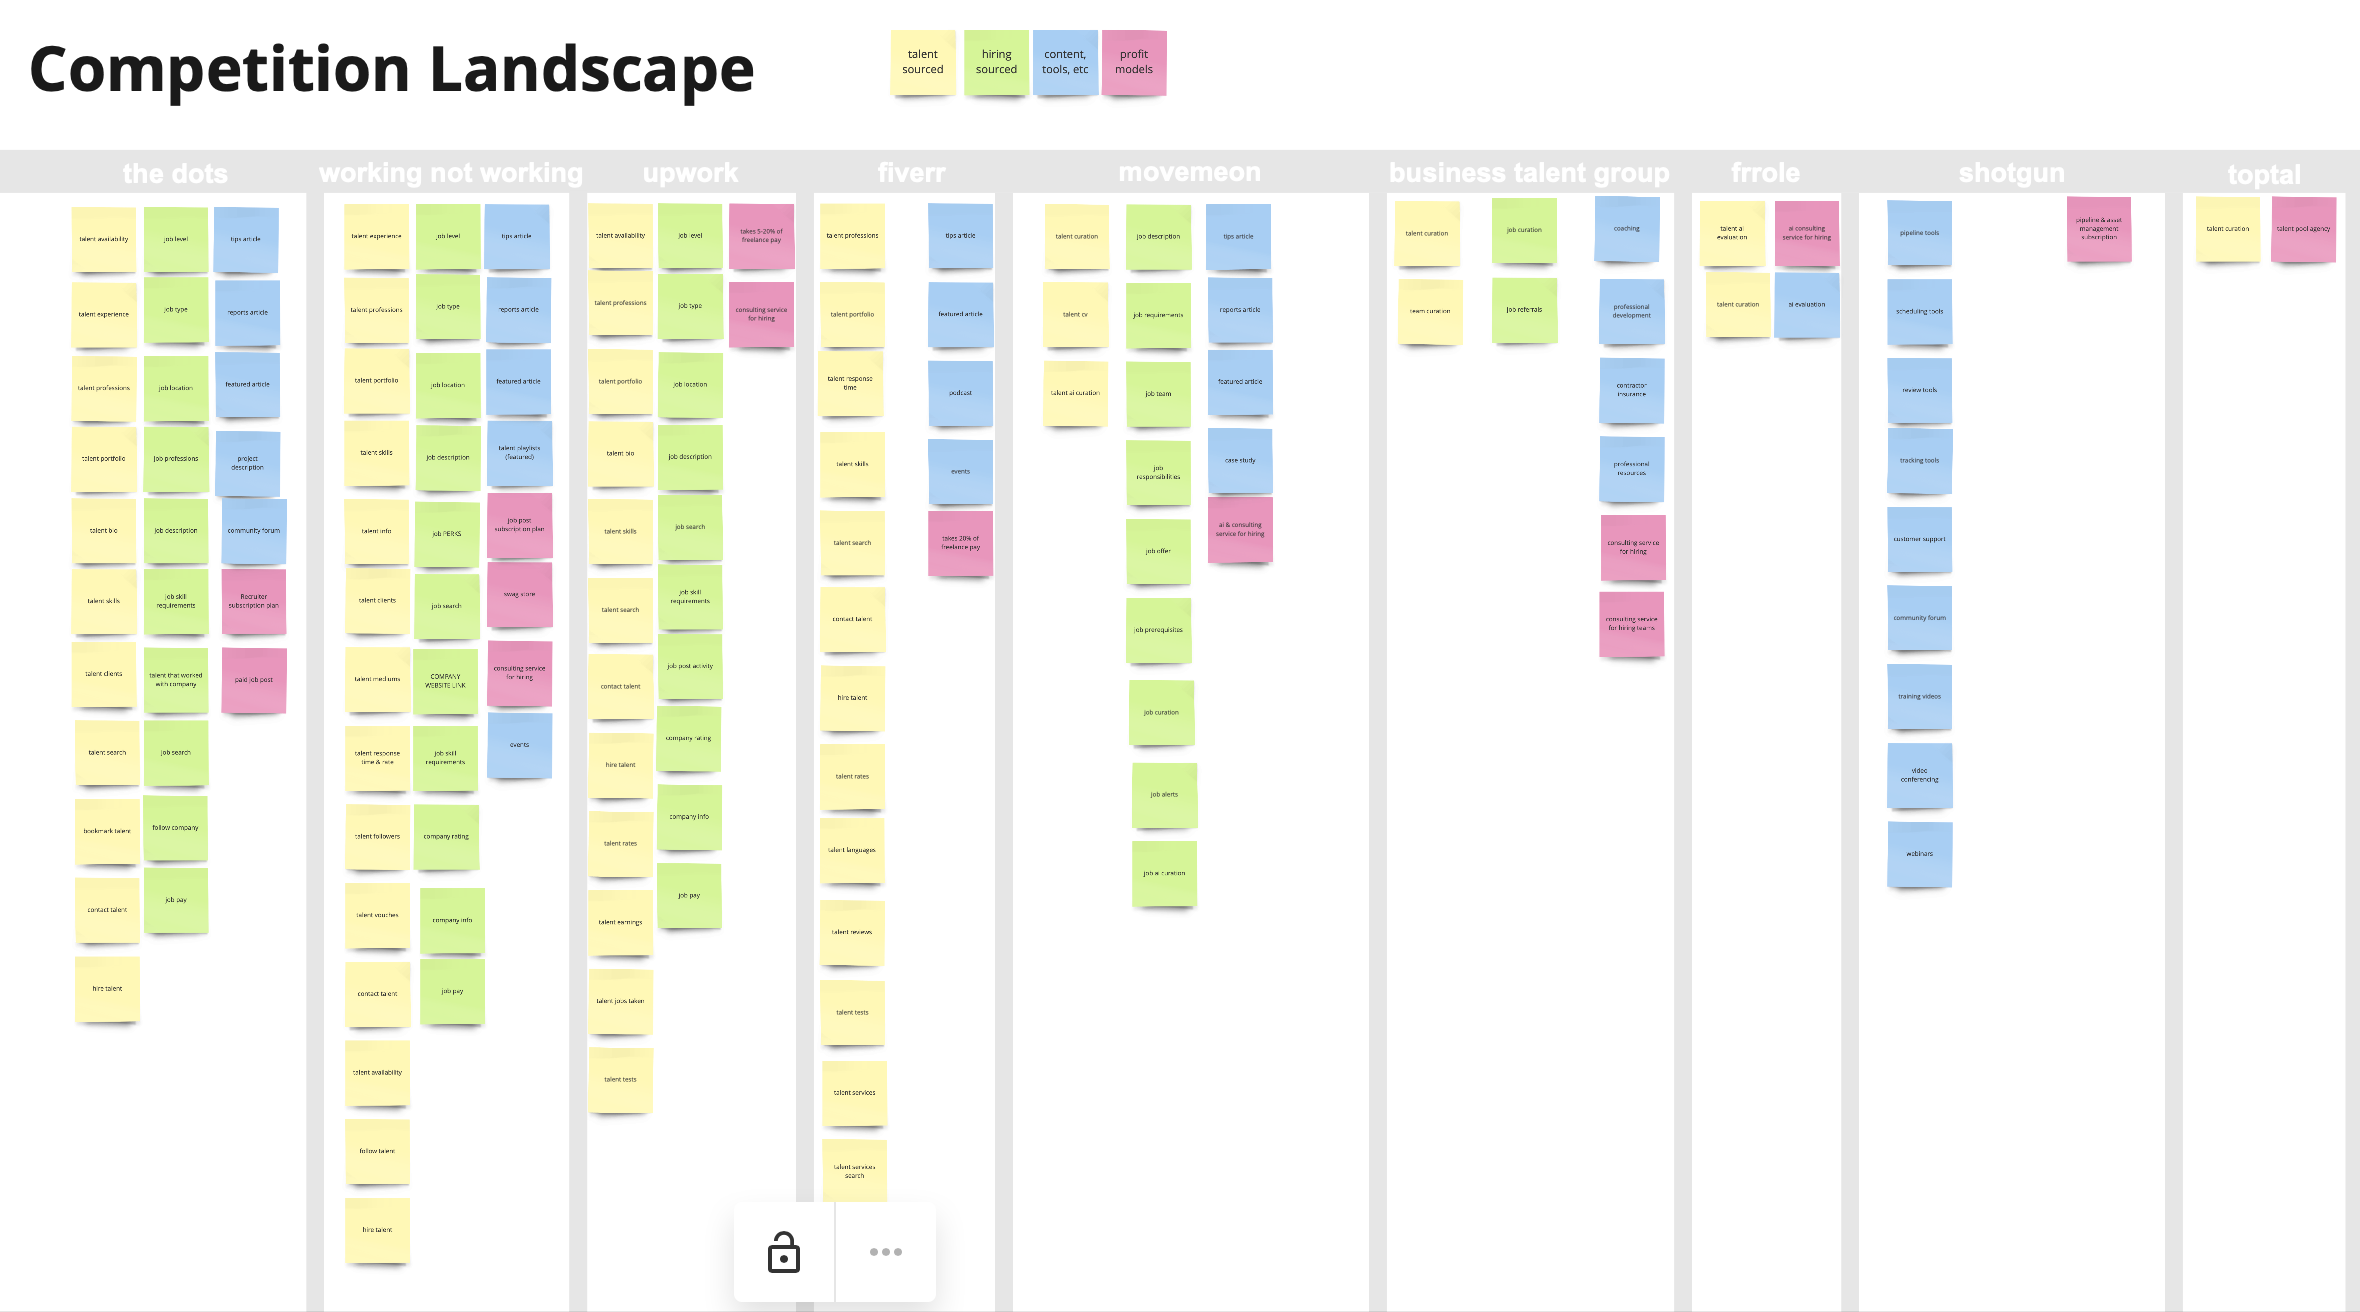 Competition Landscape
talent
sourced
hiring
sourced
content,
tools, etc
profit
models
the dots
talent availability
talent experience
talent professions
talent portfolio
talent bio
talent skills
talent clients
talent search
bookmark talent
contact talent
hire talent
job level
job type
job location
job professions
job description
job skill
requirements
talent that worked
with company
job search
follow company
job pay
tips article
reports article
featured article
project
description
community forum
Recruiter
subscription plan
paid job post
working not working
talent experience
talent professions
talent portfolio
talent skills
talent info
talent clients
talent mediums
talent response
time & rate
talent followers
talent vouches
contact talent
talent availability
follow talent
hire talent
job level
job type
job location
job description
job PERKS
job search
COMPANY
WEBSITE LINK
job skill
requirements
company rating
company info
job pay
tips article
reports article
featured article
talent playlists
(featured)
job post
subscription plan
swag store
consulting service
for hiring
events
upwork
talent availability
talent professions
talent portfolio
talent bio
talent skills
talent search
contact talent
hire talent
talent rates
talent earnings
talent jobs taken
talent tests
job level
job type
job location
job description
job search
job skill
requirements
job post activity
company rating
company info
job pay
takes 5-20% of
freelance pay
consulting service
for hiring
fiverr
talent professions
talent portfolio
talent response
time
talent skills
talent search
contact talent
hire talent
talent rates
talent languages
talent reviews
talent tests
talent services
talent services
search
tips article
featured article
podcast
events
takes 20% of
freelance pay
movemeon
talent curation
talent cv
talent ai curation
job description
job requirements
job team
job
responsibilities
job offer
job prerequisites
job curation
job alerts
job ai curation
tips article
reports article
featured article
case study
ai & consulting
service for hiring
business talent group
talent curation
team curation
job curation
job referrals
coaching
professional
development
contractor
insurance
professional
resources
consulting service
for hiring
consulting service
for hiring teams
frrole
talent ai
evaluation
talent curation
ai consulting
service for hiring
ai evaluation
shotgun
pipeline tools
scheduling tools
review tools
tracking tools
customer support
community forum
training videos
video
conferencing
webinars
pipeline & asset
management
subscription
toptal
talent curation
talent pool agency